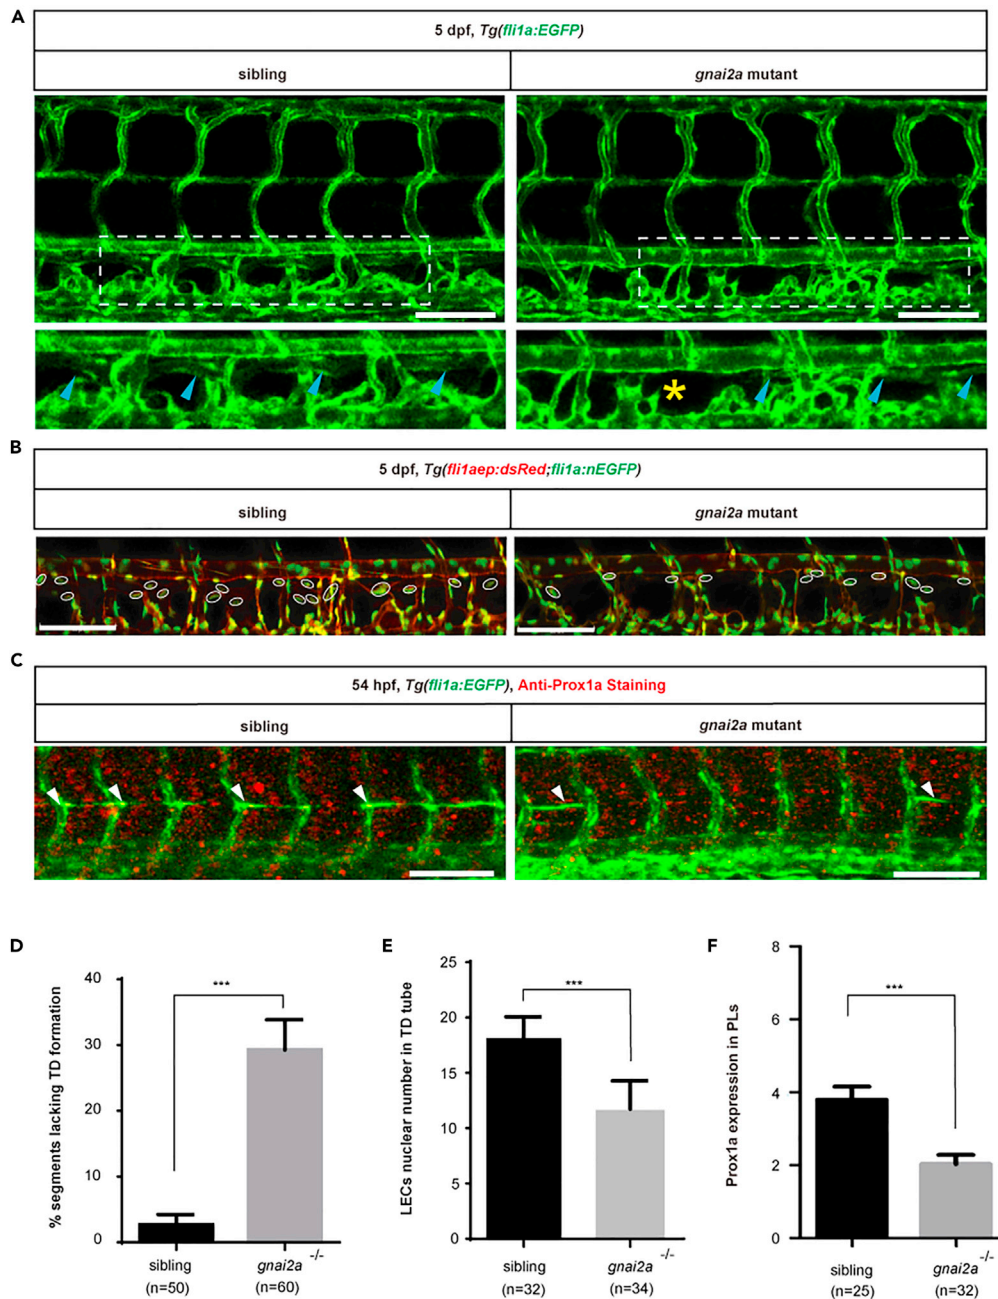 A
5 dpf, Tg(fli1a:EGFP)
sibling
gnai2a mutant
*
B
5 dpf, Tg(fli1aep:dsRed;fli1a:nEGFP)
sibling
gnai2a mutant
C
54 hpf, Tg(fli1a:EGFP), Anti-Prox1a Staining
sibling
gnai2a mutant
D
% segments lacking TD formation
40
30
20
10
0
***
sibling
(n=50)
gnai2a -/-
(n=60)
E
LECs nuclear number in TD tube
25
20
15
10
5
0
***
sibling
(n=32)
gnai2a -/-
(n=34)
F
Prox1a expression in PLs
8
6
4
2
0
***
sibling
(n=25)
gnai2a -/-
(n=32)